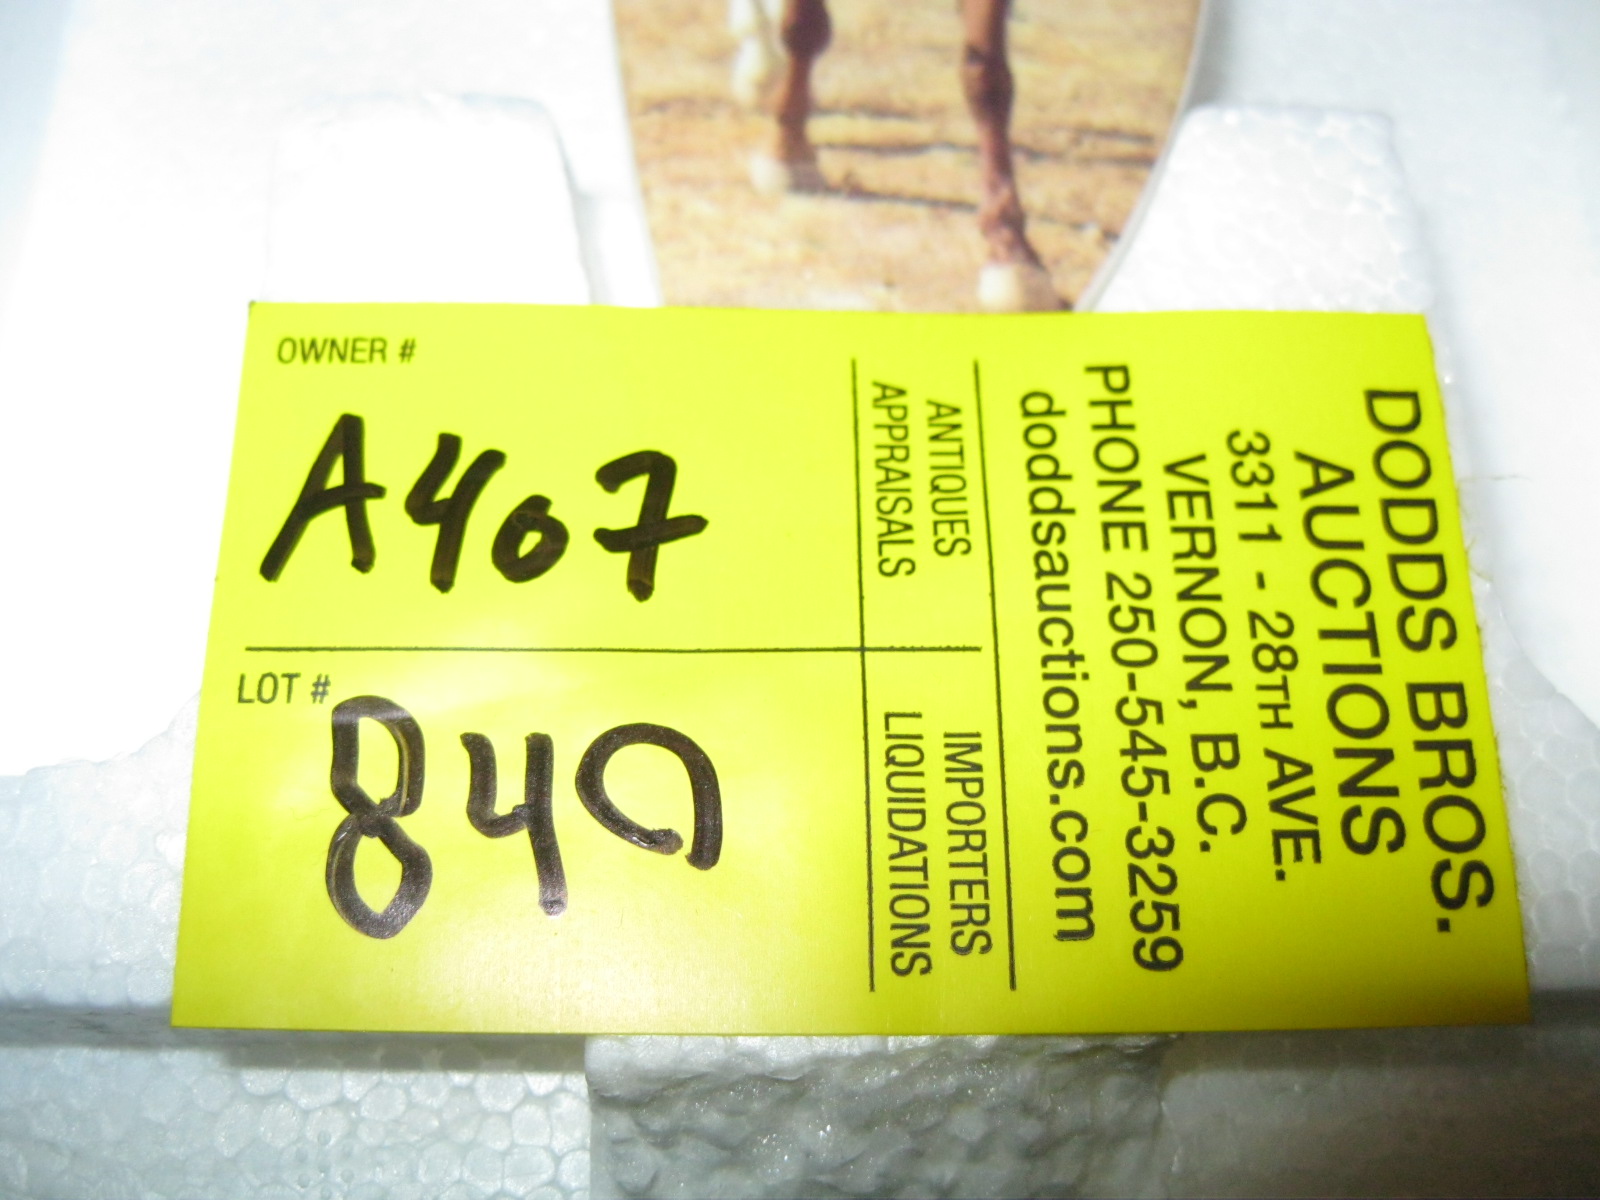 OWNER #
A407
LOT #
840
ANTIQUES
APPRAISALS
IMPORTERS
LIQUIDATIONS
DODDS BROS.
AUCTIONS
3311 - 28TH AVE.
VERNON, B.C.
PHONE 250-545-3259
doddsauctions.com